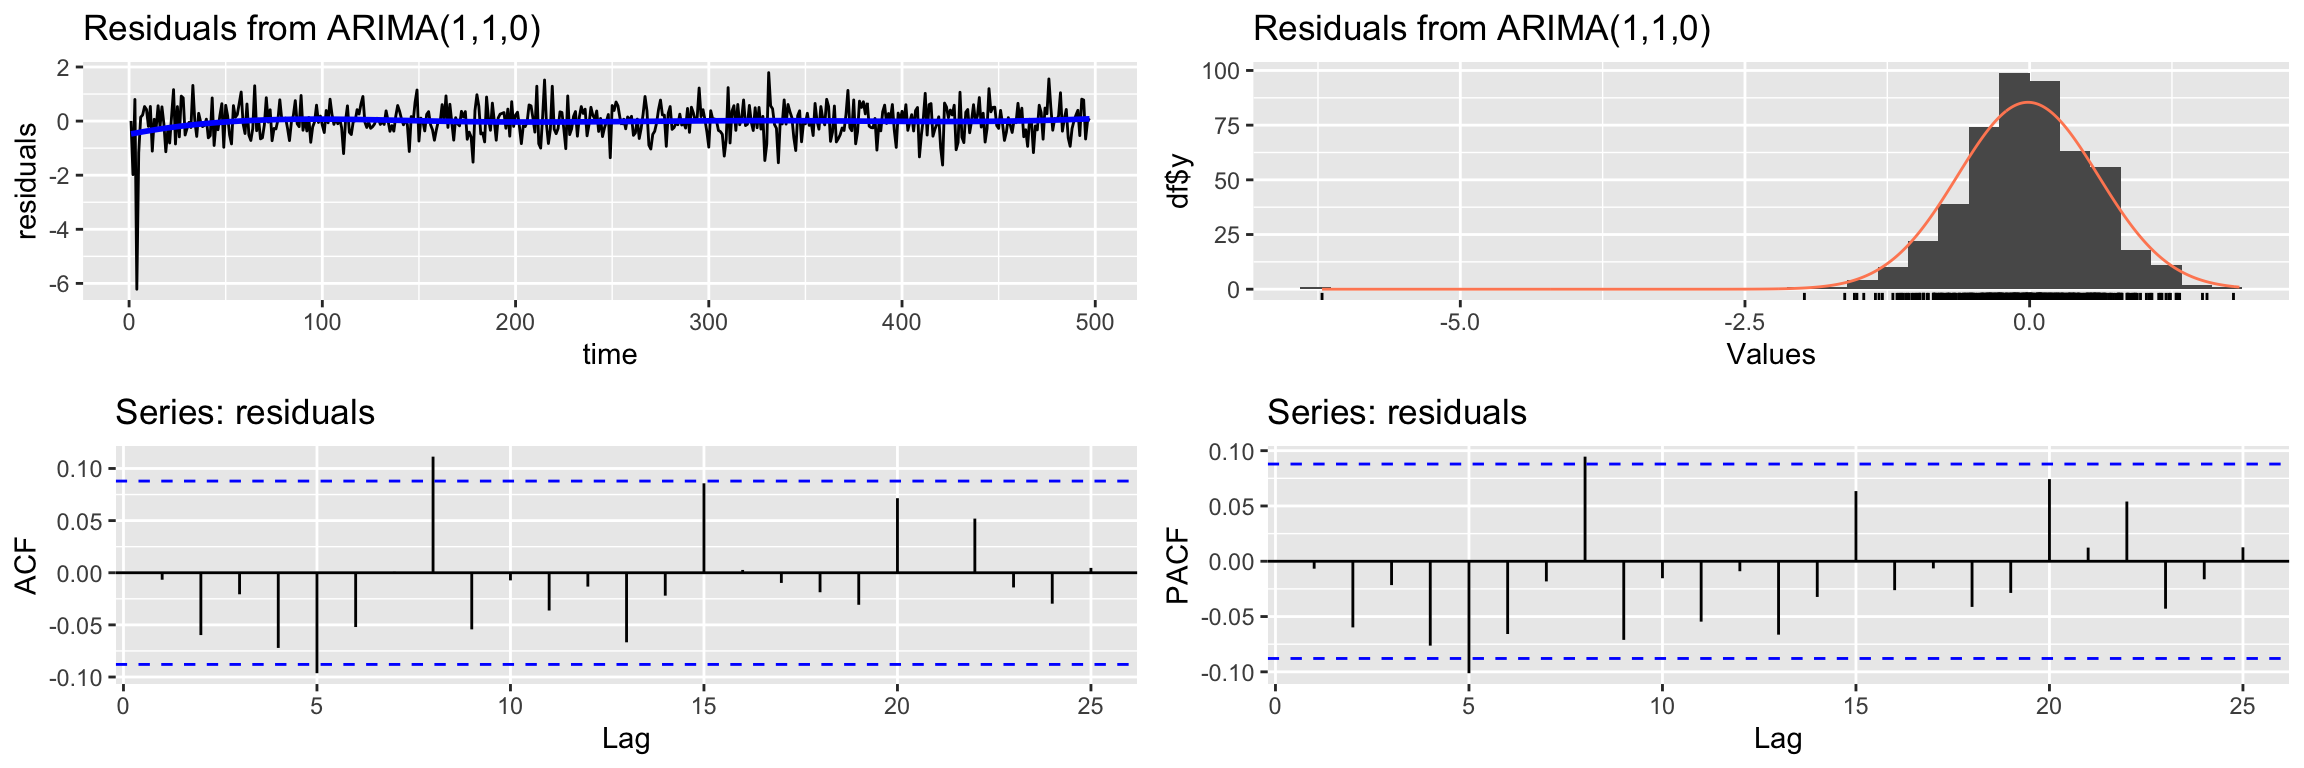 Residuals from ARIMA(1,1,0)
2
0
-2
-4
-6
residuals
0 100 200 300 400 500
time
Residuals from ARIMA(1,1,0)
100
75
50
25
0
df$y
-5.0 -2.5 0.0
Values
Series: residuals
0.10
0.05
0.00
-0.05
-0.10
ACF
0 5 10 15 20 25
Lag
Series: residuals
0.10
0.05
0.00
-0.05
-0.10
PACF
0 5 10 15 20 25
Lag